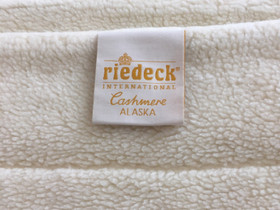 riedeck®
INTERNATIONAL
Cashmere
ALASKA